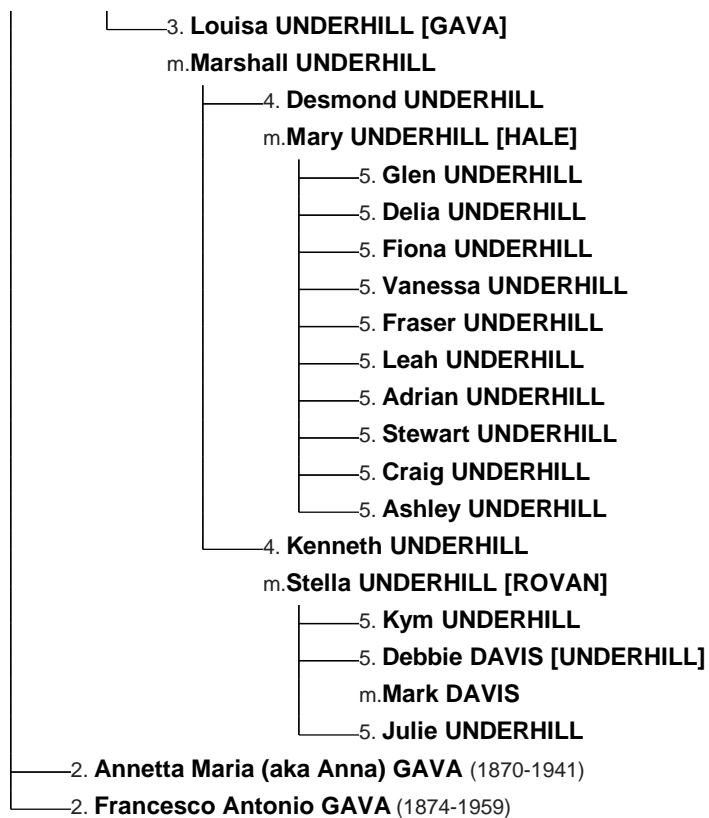 3. Louisa UNDERHILL [GAVA]
m.Marshall UNDERHILL
4. Desmond UNDERHILL
m.Mary UNDERHILL [HALE]
5. Glen UNDERHILL
5. Delia UNDERHILL
5. Fiona UNDERHILL
5. Vanessa UNDERHILL
5. Fraser UNDERHILL
5. Leah UNDERHILL
5. Adrian UNDERHILL
5. Stewart UNDERHILL
5. Craig UNDERHILL
5. Ashley UNDERHILL
4. Kenneth UNDERHILL
m.Stella UNDERHILL [ROVAN]
5. Kym UNDERHILL
5. Debbie DAVIS [UNDERHILL]
m.Mark DAVIS
5. Julie UNDERHILL
2. Annetta Maria (aka Anna) GAVA (1870-1941)
2. Francesco Antonio GAVA (1874-1959)